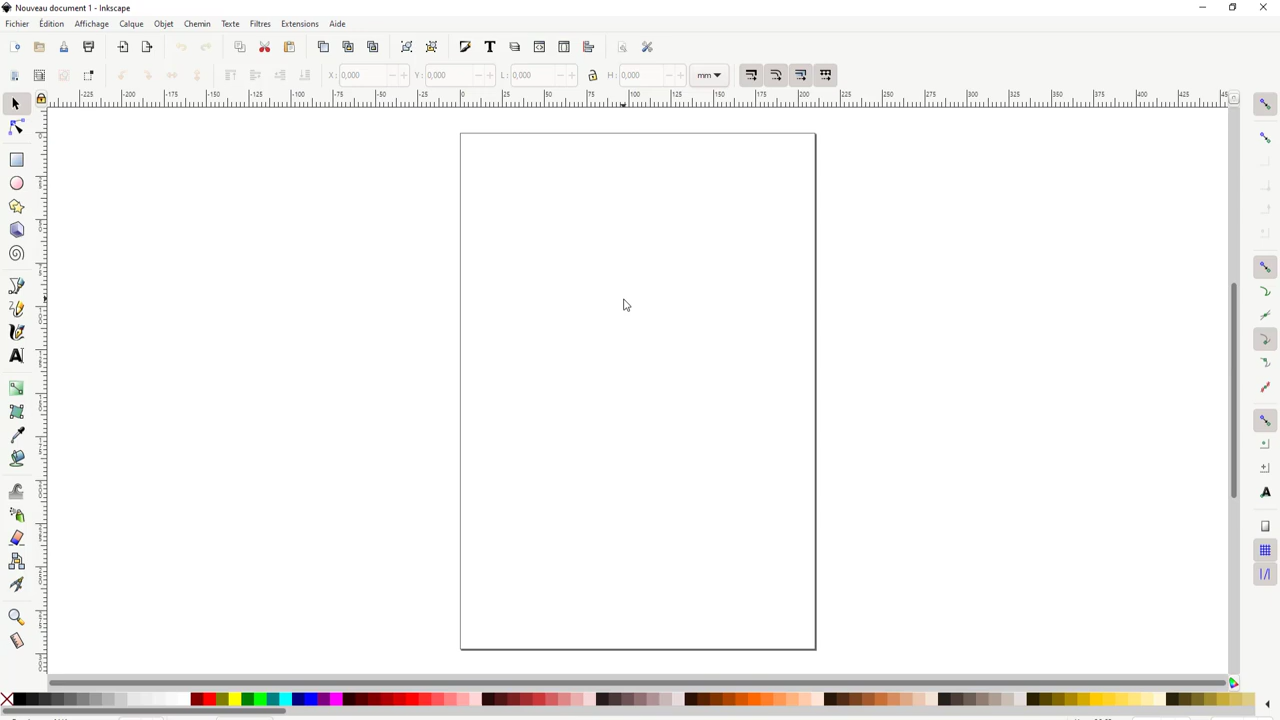 Nouveau document 1 - Inkscape
Fichier Édition Affichage Calque Objet Chemin Texte Filtres Extensions Aide
X: 0,000 Y: 0,000 L: 0,000 H: 0,000 mm
-225 -200 -175 -150 -125 -100 -75 -50 -25 0 25 50 75 100 125 150 175 200 225 250 275 300 325 350 375 400 425